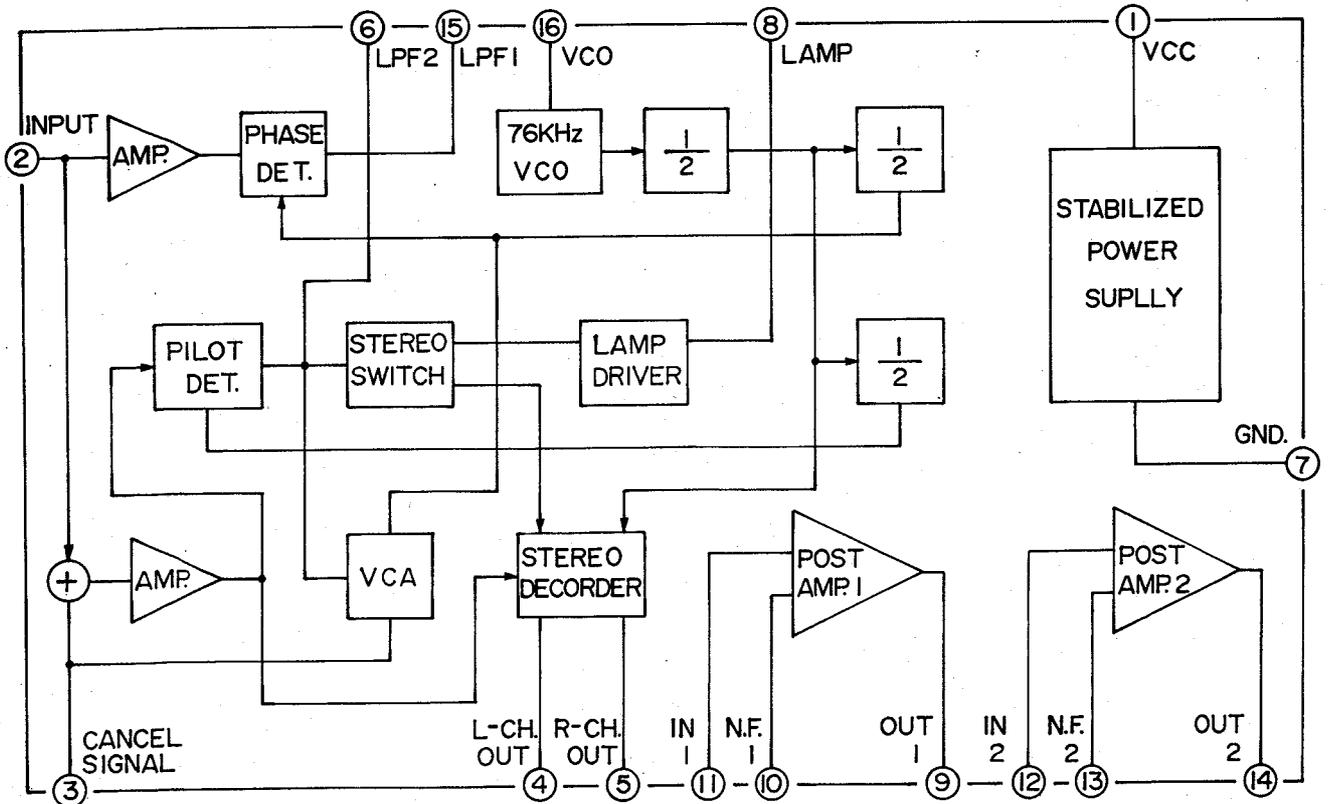 6 15 16 8 1
LPF2 LPF1 VCO LAMP VCC
INPUT
2
AMP.
PHASE
DET.
76KHz
VCO
1
2
1
2
STABILIZED
POWER
SUPLLY
PILOT
DET.
STEREO
SWITCH
LAMP
DRIVER
1
2
GND.
7
+
AMP.
VCA
STEREO
DECORDER
POST
AMP. 1
POST
AMP. 2
CANCEL
SIGNAL
3
L-CH.
OUT
4
R-CH.
OUT
5
IN
1
11
N.F.
1
10
OUT
1
9
IN
2
12
N.F.
2
13
OUT
2
14